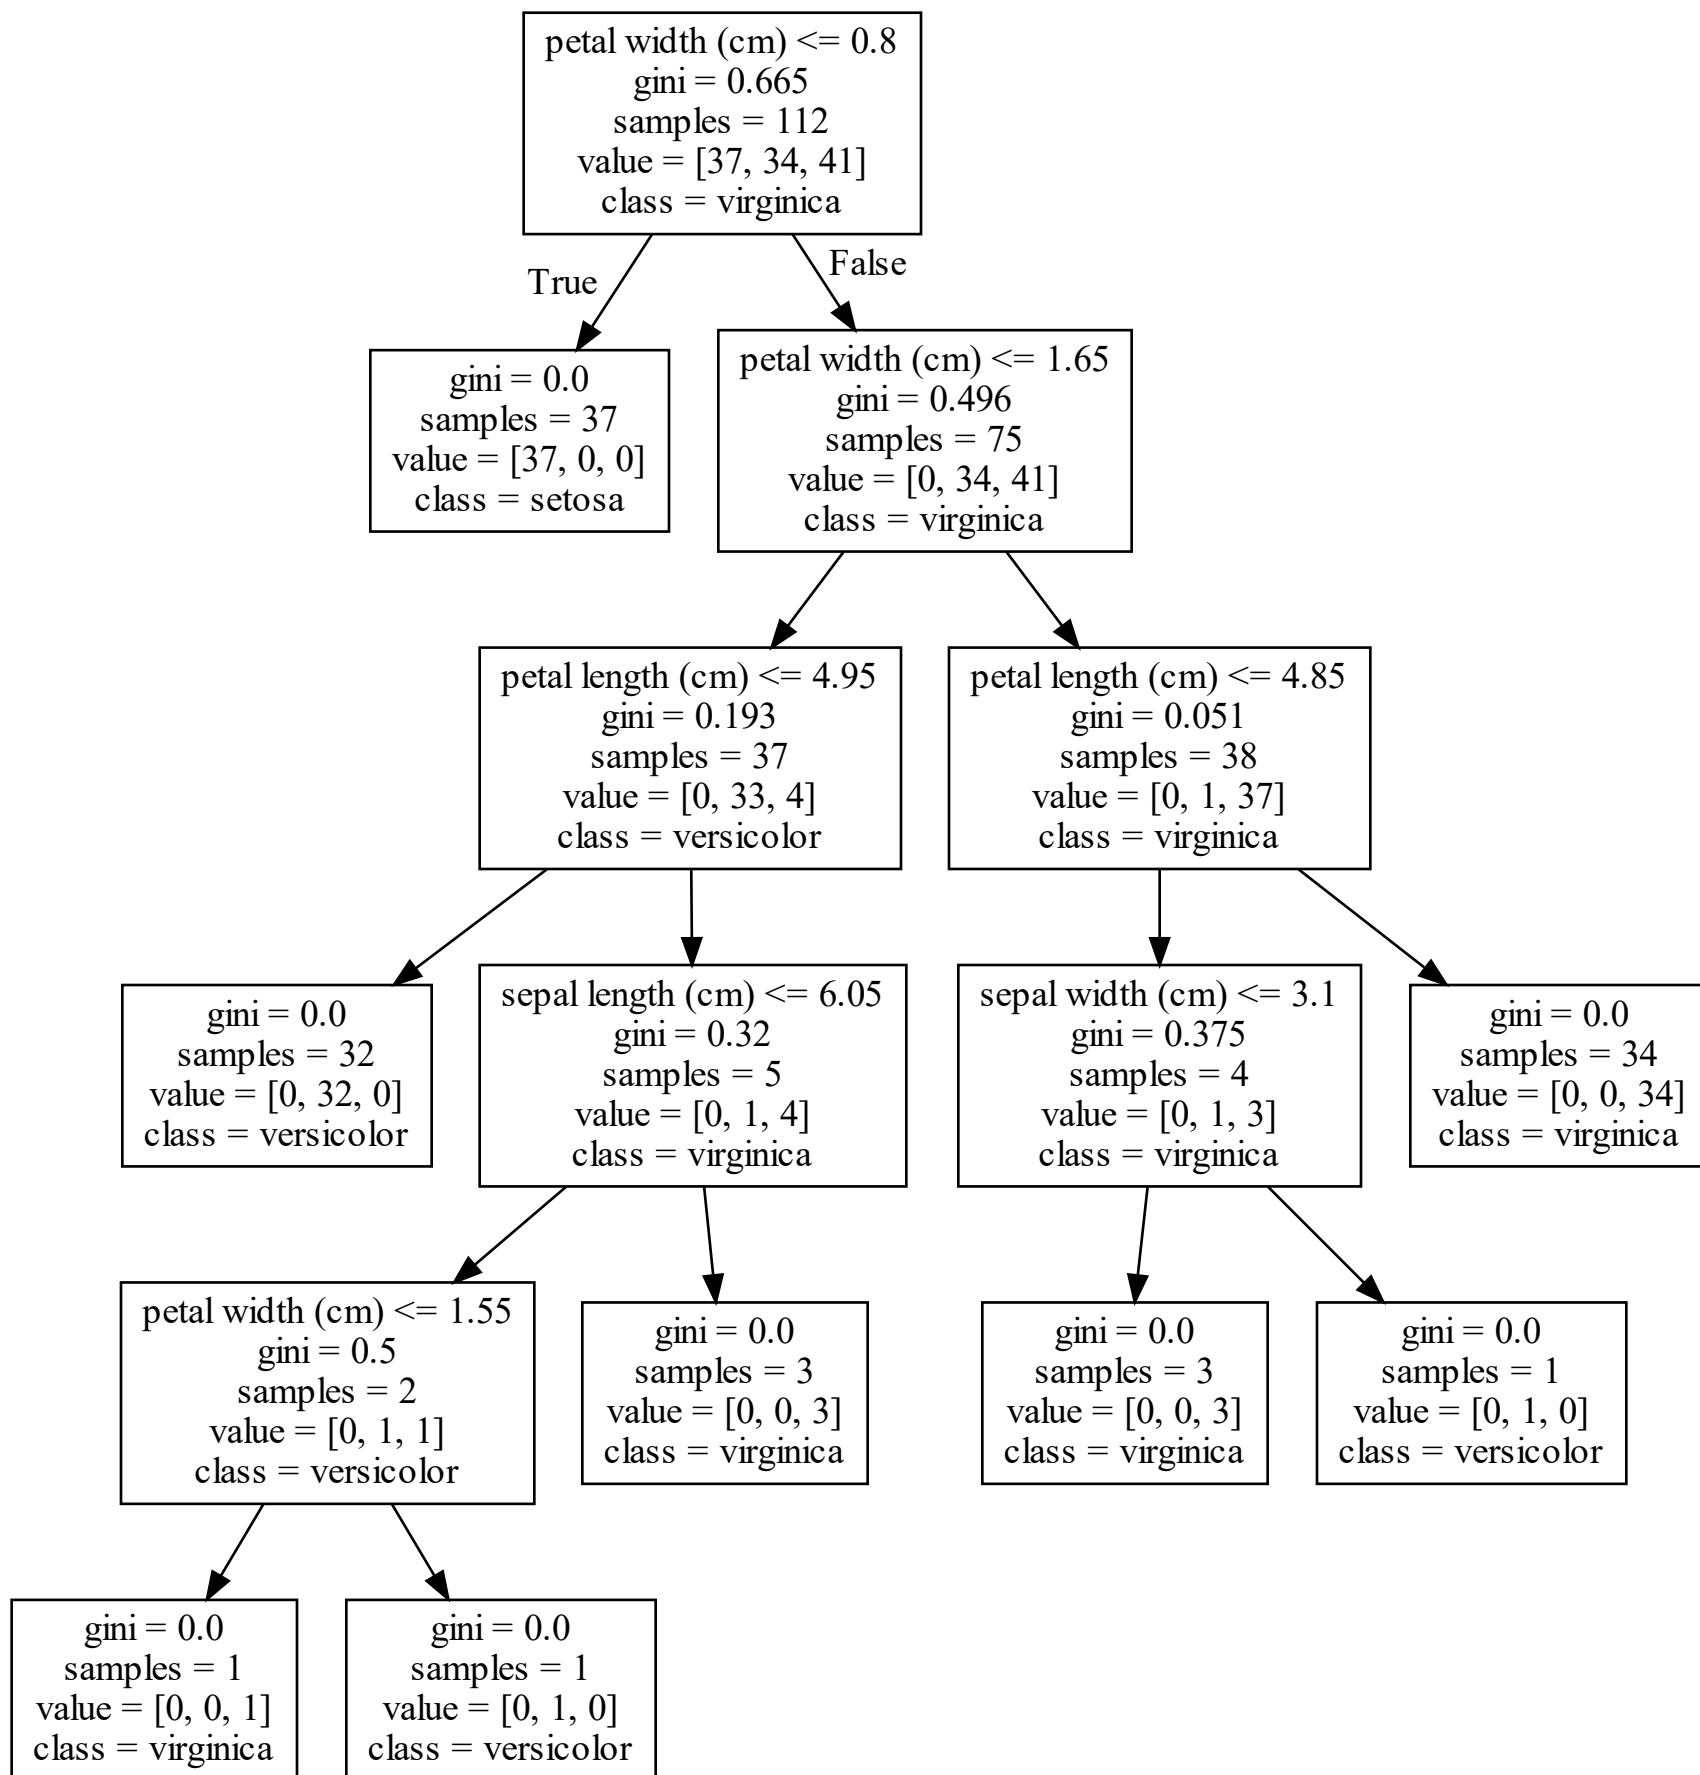 petal width (cm) <= 0.8
gini = 0.665
samples = 112
value = [37, 34, 41]
class = virginica
True
False
gini = 0.0
samples = 37
value = [37, 0, 0]
class = setosa
petal width (cm) <= 1.65
gini = 0.496
samples = 75
value = [0, 34, 41]
class = virginica
petal length (cm) <= 4.95
gini = 0.193
samples = 37
value = [0, 33, 4]
class = versicolor
petal length (cm) <= 4.85
gini = 0.051
samples = 38
value = [0, 1, 37]
class = virginica
gini = 0.0
samples = 32
value = [0, 32, 0]
class = versicolor
sepal length (cm) <= 6.05
gini = 0.32
samples = 5
value = [0, 1, 4]
class = virginica
sepal width (cm) <= 3.1
gini = 0.375
samples = 4
value = [0, 1, 3]
class = virginica
gini = 0.0
samples = 34
value = [0, 0, 34]
class = virginica
petal width (cm) <= 1.55
gini = 0.5
samples = 2
value = [0, 1, 1]
class = versicolor
gini = 0.0
samples = 3
value = [0, 0, 3]
class = virginica
gini = 0.0
samples = 3
value = [0, 0, 3]
class = virginica
gini = 0.0
samples = 1
value = [0, 1, 0]
class = versicolor
gini = 0.0
samples = 1
value = [0, 0, 1]
class = virginica
gini = 0.0
samples = 1
value = [0, 1, 0]
class = versicolor